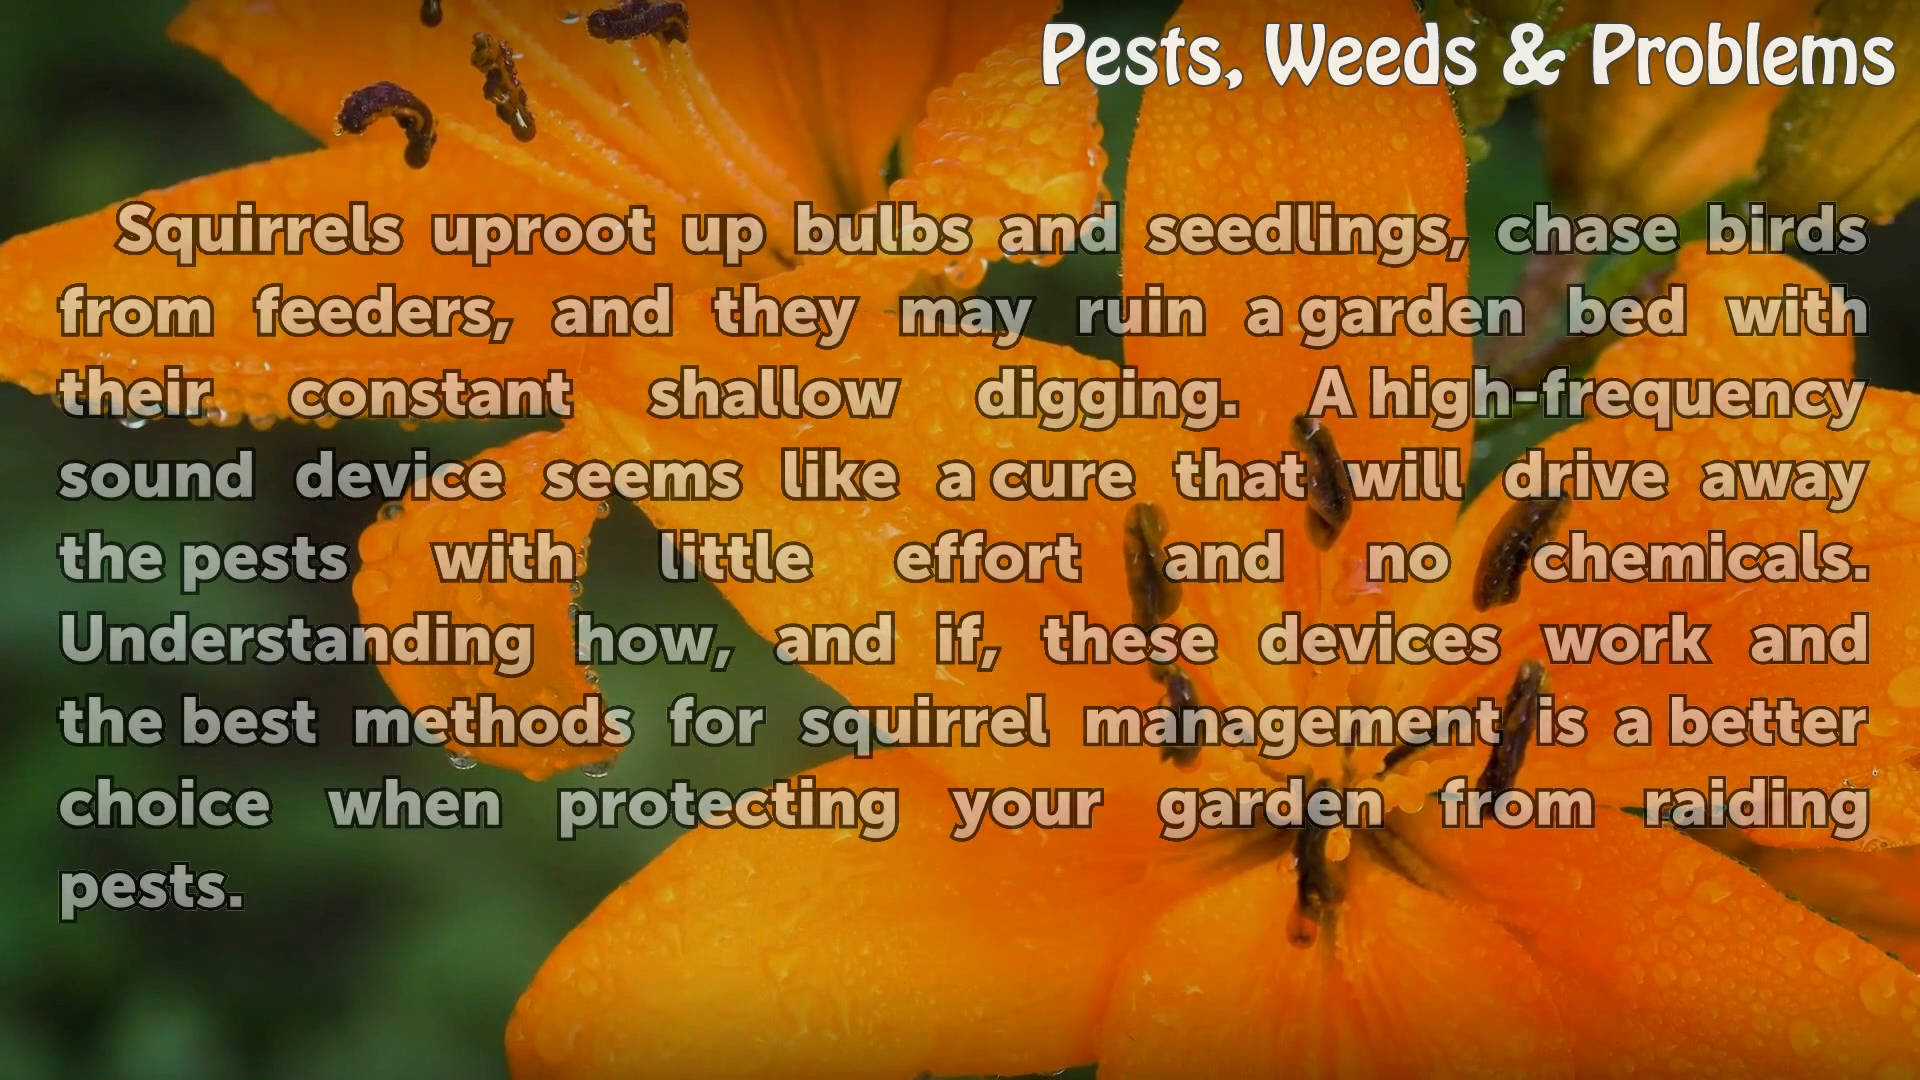 Pests, Weeds & Problems
Squirrels uproot up bulbs and seedlings, chase birds
from feeders, and they may ruin a garden bed with
their constant shallow digging. A high-frequency
sound device seems like a cure that will drive away
the pests with little effort and no chemicals.
Understanding how, and if, these devices work and
the best methods for squirrel management is a better
choice when protecting your garden from raiding
pests.